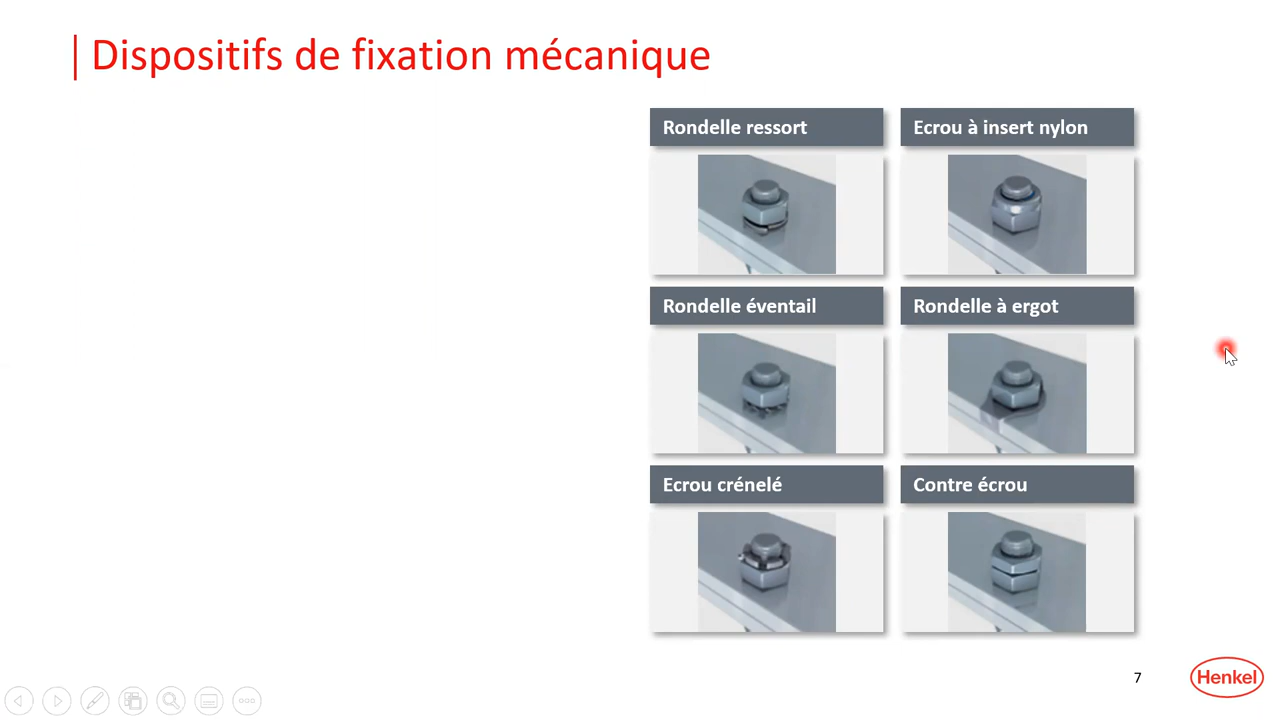 Dispositifs de fixation mécanique
Rondelle ressort
Ecrou à insert nylon
Rondelle éventail
Rondelle à ergot
Ecrou crénelé
Contre écrou
7
Henkel